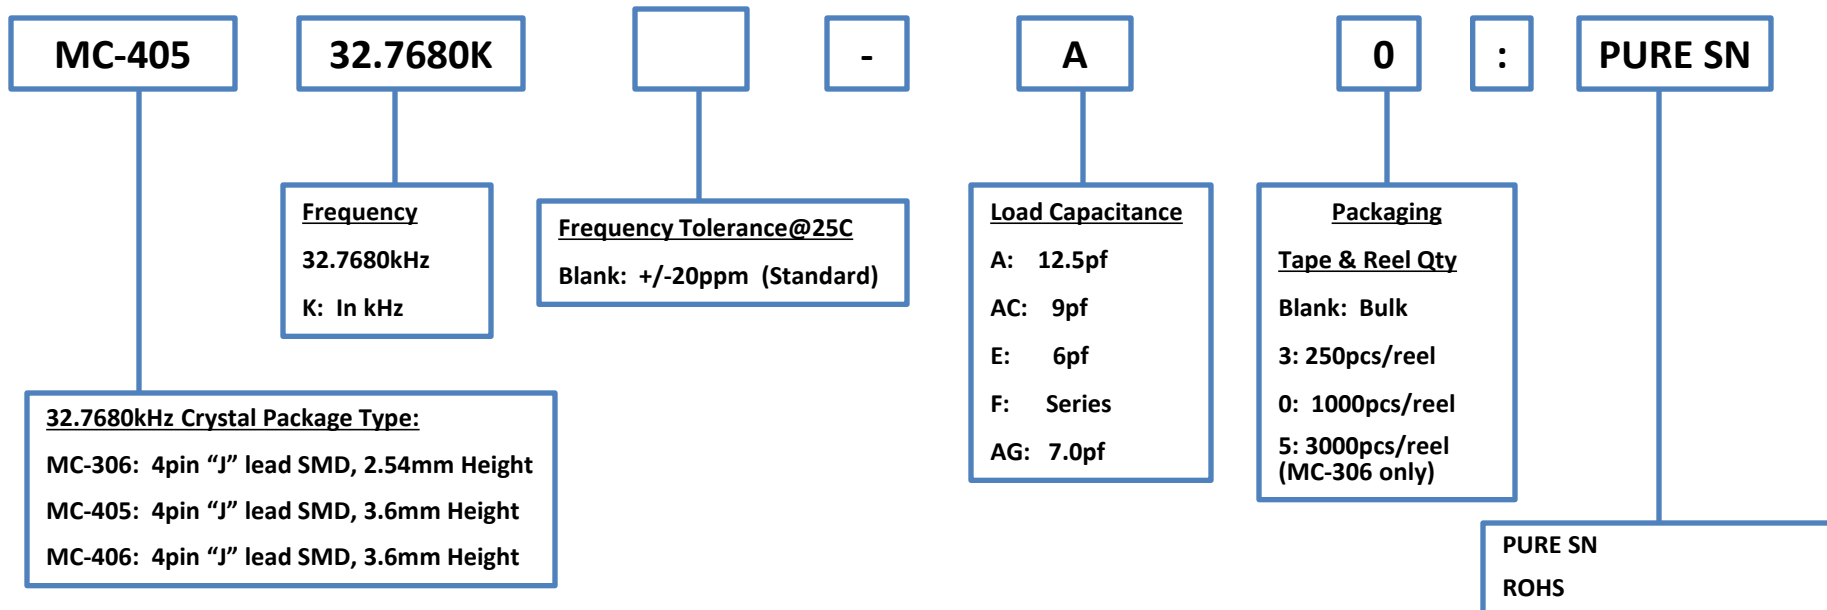 MC-405 32.7680K - A 0 : PURE SN
Frequency
32.7680kHz
K: In kHz
Frequency Tolerance@25C
Blank: +/-20ppm (Standard)
Load Capacitance
A: 12.5pf
AC: 9pf
E: 6pf
F: Series
AG: 7.0pf
Packaging
Tape & Reel Qty
Blank: Bulk
3: 250pcs/reel
0: 1000pcs/reel
5: 3000pcs/reel
(MC-306 only)
32.7680kHz Crystal Package Type:
MC-306: 4pin “J” lead SMD, 2.54mm Height
MC-405: 4pin “J” lead SMD, 3.6mm Height
MC-406: 4pin “J” lead SMD, 3.6mm Height
PURE SN
ROHS